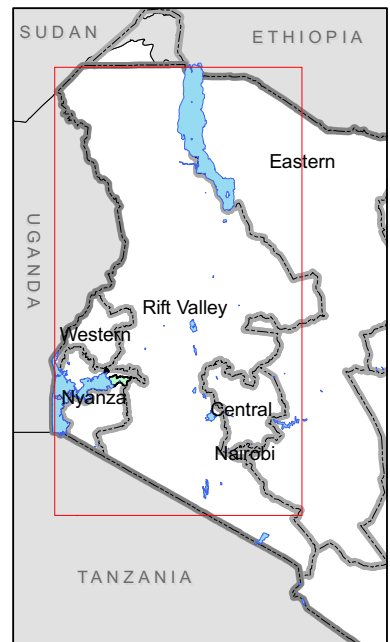 SUDAN
ETHIOPIA
Eastern
UGANDA
Rift Valley
Western
Nyanza
Central
Nairobi
TANZANIA